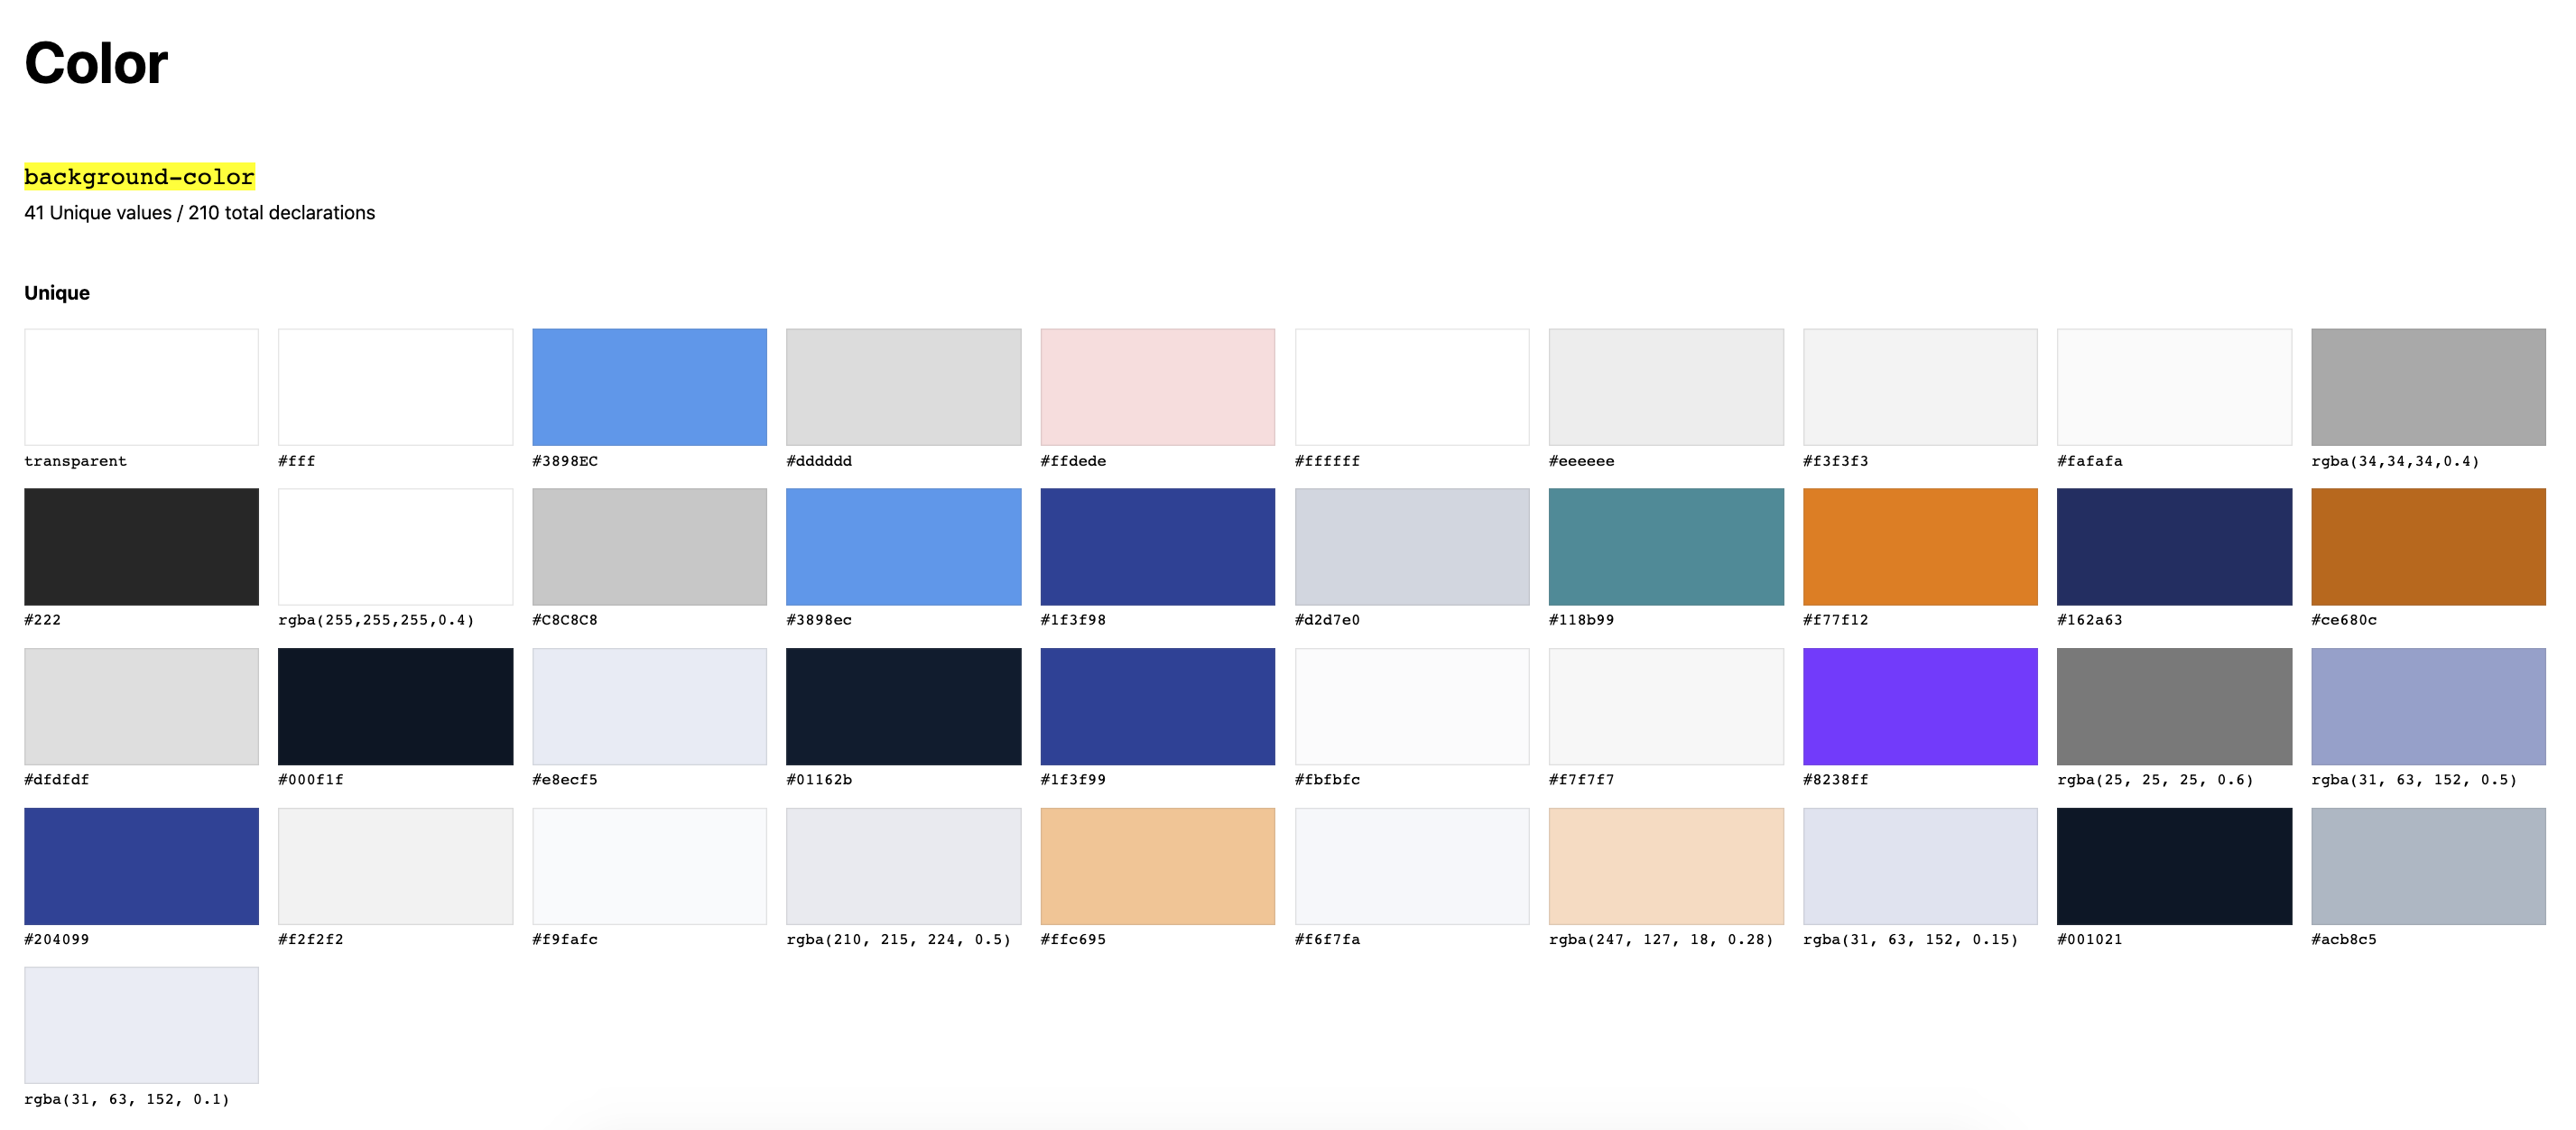 Color
background-color
41 Unique values / 210 total declarations
Unique
transparent #fff #3898EC #dddddd #ffdede #ffffff #eeeeee #f3f3f3 #fafafa rgba(34,34,34,0.4)
#222 rgba(255,255,255,0.4) #C8C8C8 #3898ec #1f3f98 #d2d7e0 #118b99 #f77f12 #162a63 #ce680c
#dfdfdf #000f1f #e8ecf5 #01162b #1f3f99 #fbfbfc #f7f7f7 #8238ff rgba(25, 25, 25, 0.6) rgba(31, 63, 152, 0.5)
#204099 #f2f2f2 #f9fafc rgba(210, 215, 224, 0.5) #ffc695 #f6f7fa rgba(247, 127, 18, 0.28) rgba(31, 63, 152, 0.15) #001021 #acb8c5
rgba(31, 63, 152, 0.1)